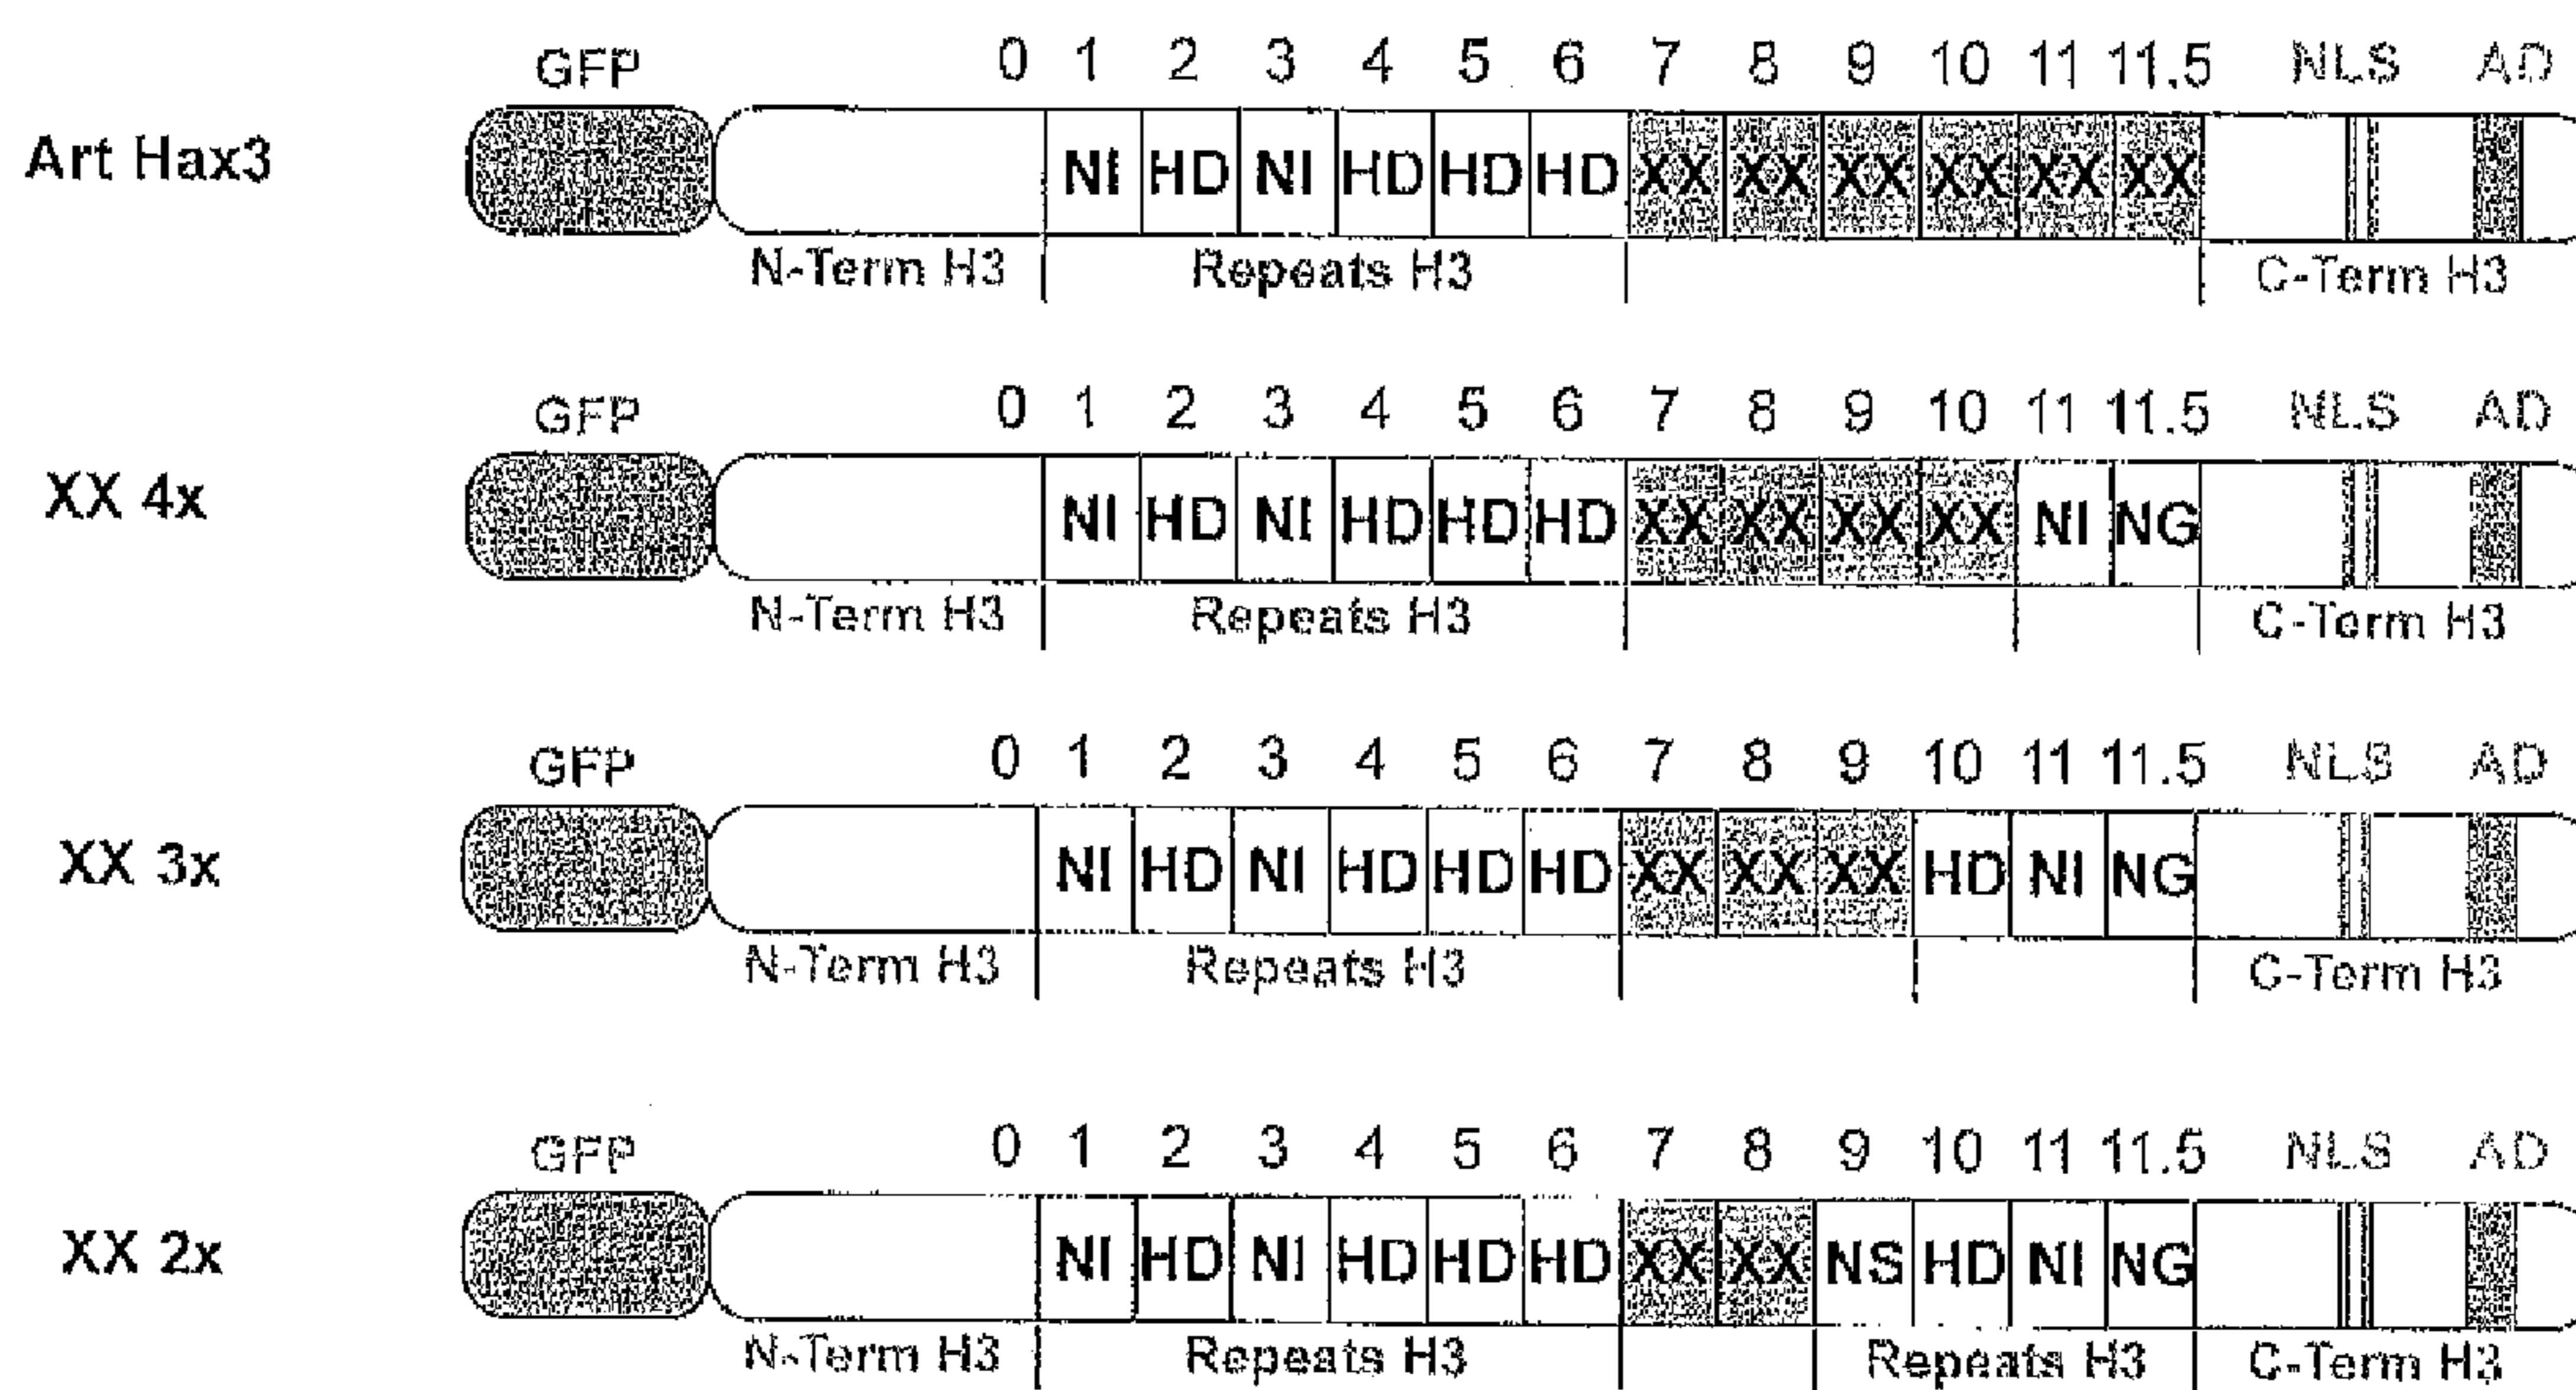 GFP 0 1 2 3 4 5 6 7 8 9 10 11 11.5 NLS AD
Art Hax3 NI HD NI HD HD HD XX XX XX XX XX XX
N-Term H3 Repeats H3 C-Term H3
GFP 0 1 2 3 4 5 6 7 8 9 10 11 11.5 NLS AD
XX 4x NI HD NI HD HD HD XX XX XX XX NI NG
N-Term H3 Repeats H3 C-Term H3
GFP 0 1 2 3 4 5 6 7 8 9 10 11 11.5 NLS AD
XX 3x NI HD NI HD HD HD XX XX XX HD NI NG
N-Term H3 Repeats H3 C-Term H3
GFP 0 1 2 3 4 5 6 7 8 9 10 11 11.5 NLS AD
XX 2x NI HD NI HD HD HD XX XX NS HD NI NG
N-Term H3 Repeats H3 Repeats H3 C-Term H3